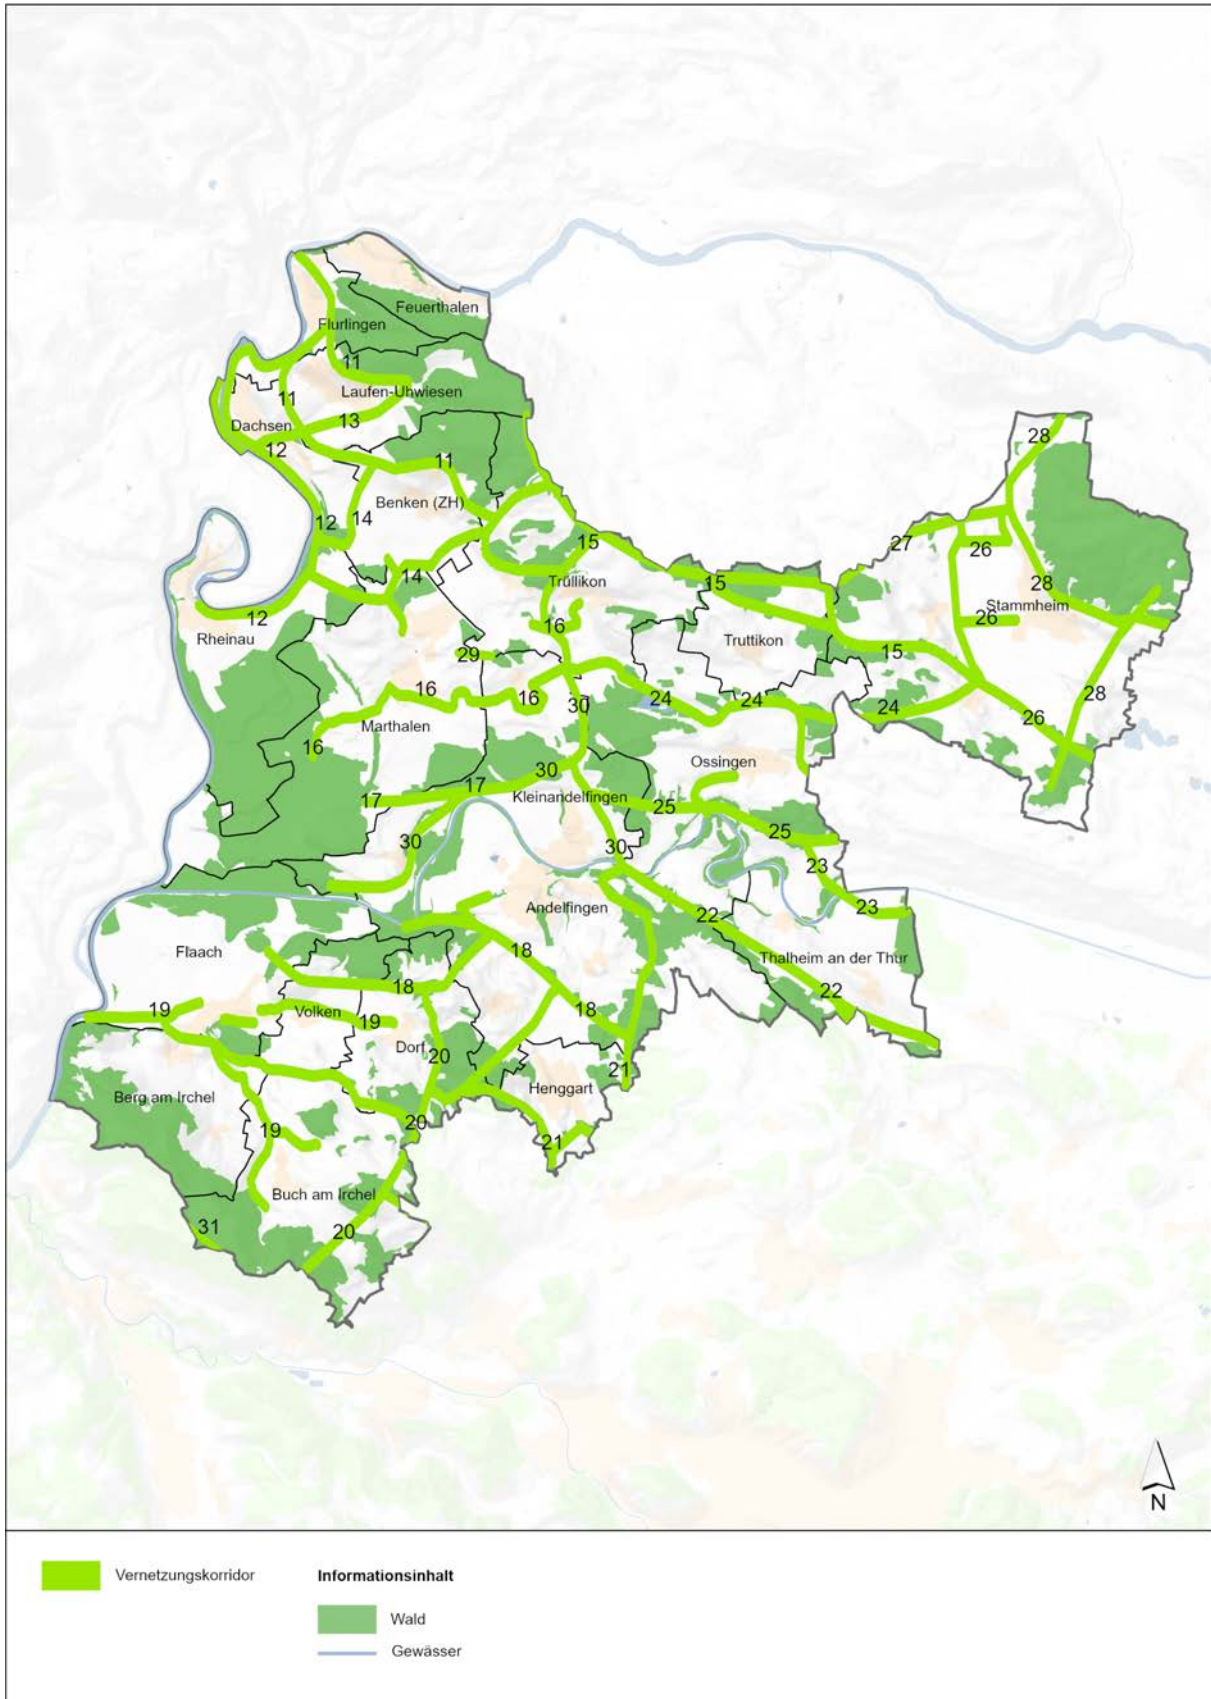 28
Feuerthalen
Flurlingen
11
Laufen-Uhwiesen
11
13
Dachsen
12
11
Benken (ZH)
12
14
27
26
15
14
Trüllikon
15
28
Stammheim
12
16
26
Rheinau
Truttikon
29
15
16
16
30
24
24
24
28
26
Marthalen
16
Ossingen
30
17
Kleinandelfingen
17
25
25
30
30
23
Andelfingen
22
23
Flaach
18
Thalheim an der Thur
18
22
19
Volken
19
18
Dorf
20
21
Henggart
Berg am Irchel
19
20
21
Buch am Irchel
31
20
N
Vernetzungskorridor
Informationsinhalt
Wald
Gewässer